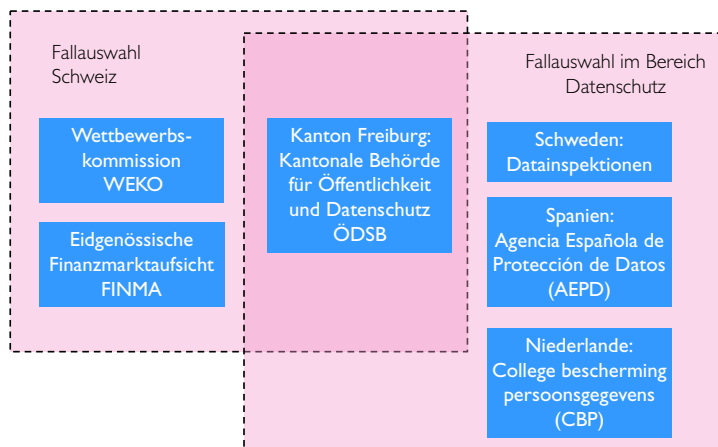 Fallauswahl
Schweiz
Wettbewerbs-
kommission
WEKO
Eidgenössische
Finanzmarktaufsicht
FINMA
Kanton Freiburg:
Kantonale Behörde
für Öffentlichkeit
und Datenschutz
ÖDSB
Fallauswahl im Bereich
Datenschutz
Schweden:
Datainspektionen
Spanien:
Agencia Española de
Protección de Datos
(AEPD)
Niederlande:
College bescherming
persoonsgegevens
(CBP)